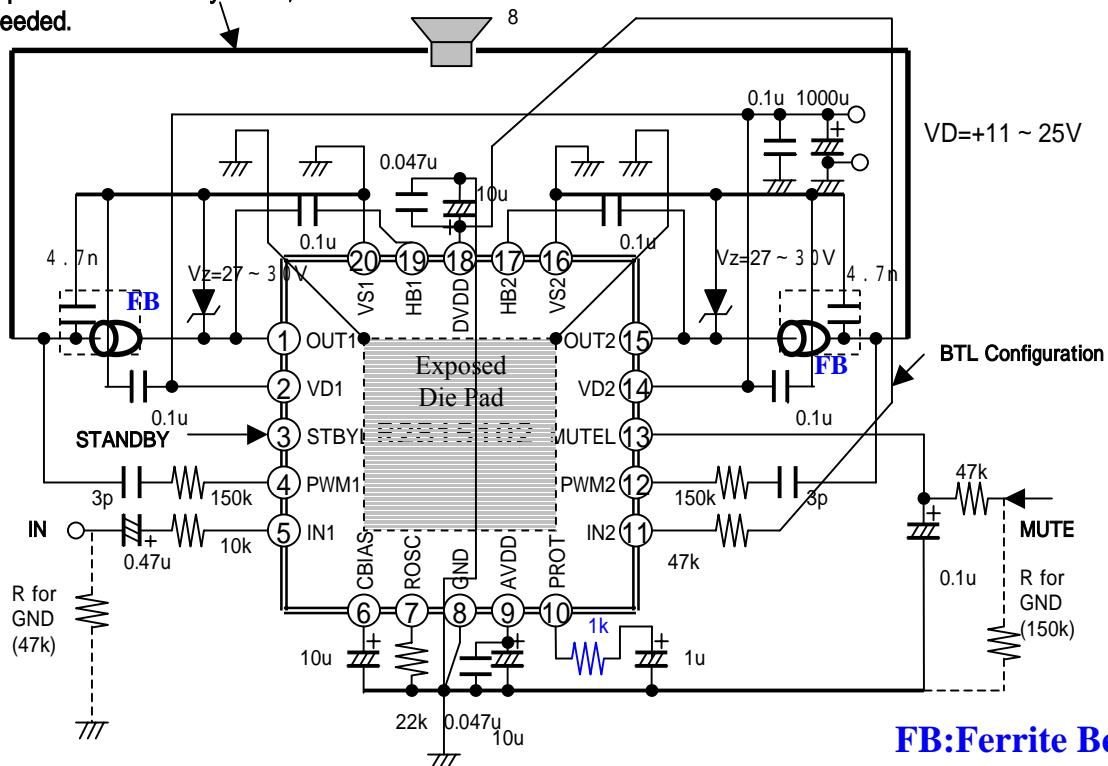 eeded.
8
0.1u 1000u
VD=+11 ~ 25V
0.047u
10u
0.1u
0.1u
4.7n
Vz=27 ~ 30V
Vz=27 ~ 30V
4.7n
FB
FB
20 19 18 17 16
VS1 HB1 DVDD HB2 VS2
1 OUT1
OUT2 15
Exposed
Die Pad
R2S15102
BTL Configuration
2 VD1
VD2 14
0.1u
0.1u
STANDBY
3 STBYL
MUTEL 13
4 PWM1
PWM2 12
3p
150k
150k
3p
47k
MUTE
IN
5 IN1
IN2 11
0.47u
10k
47k
0.1u
CBIAS ROSC GND AVDD PROT
6 7 8 9 10
R for
GND
(47k)
R for
GND
(150k)
10u
1k
1u
22k
0.047u
10u
FB:Ferrite